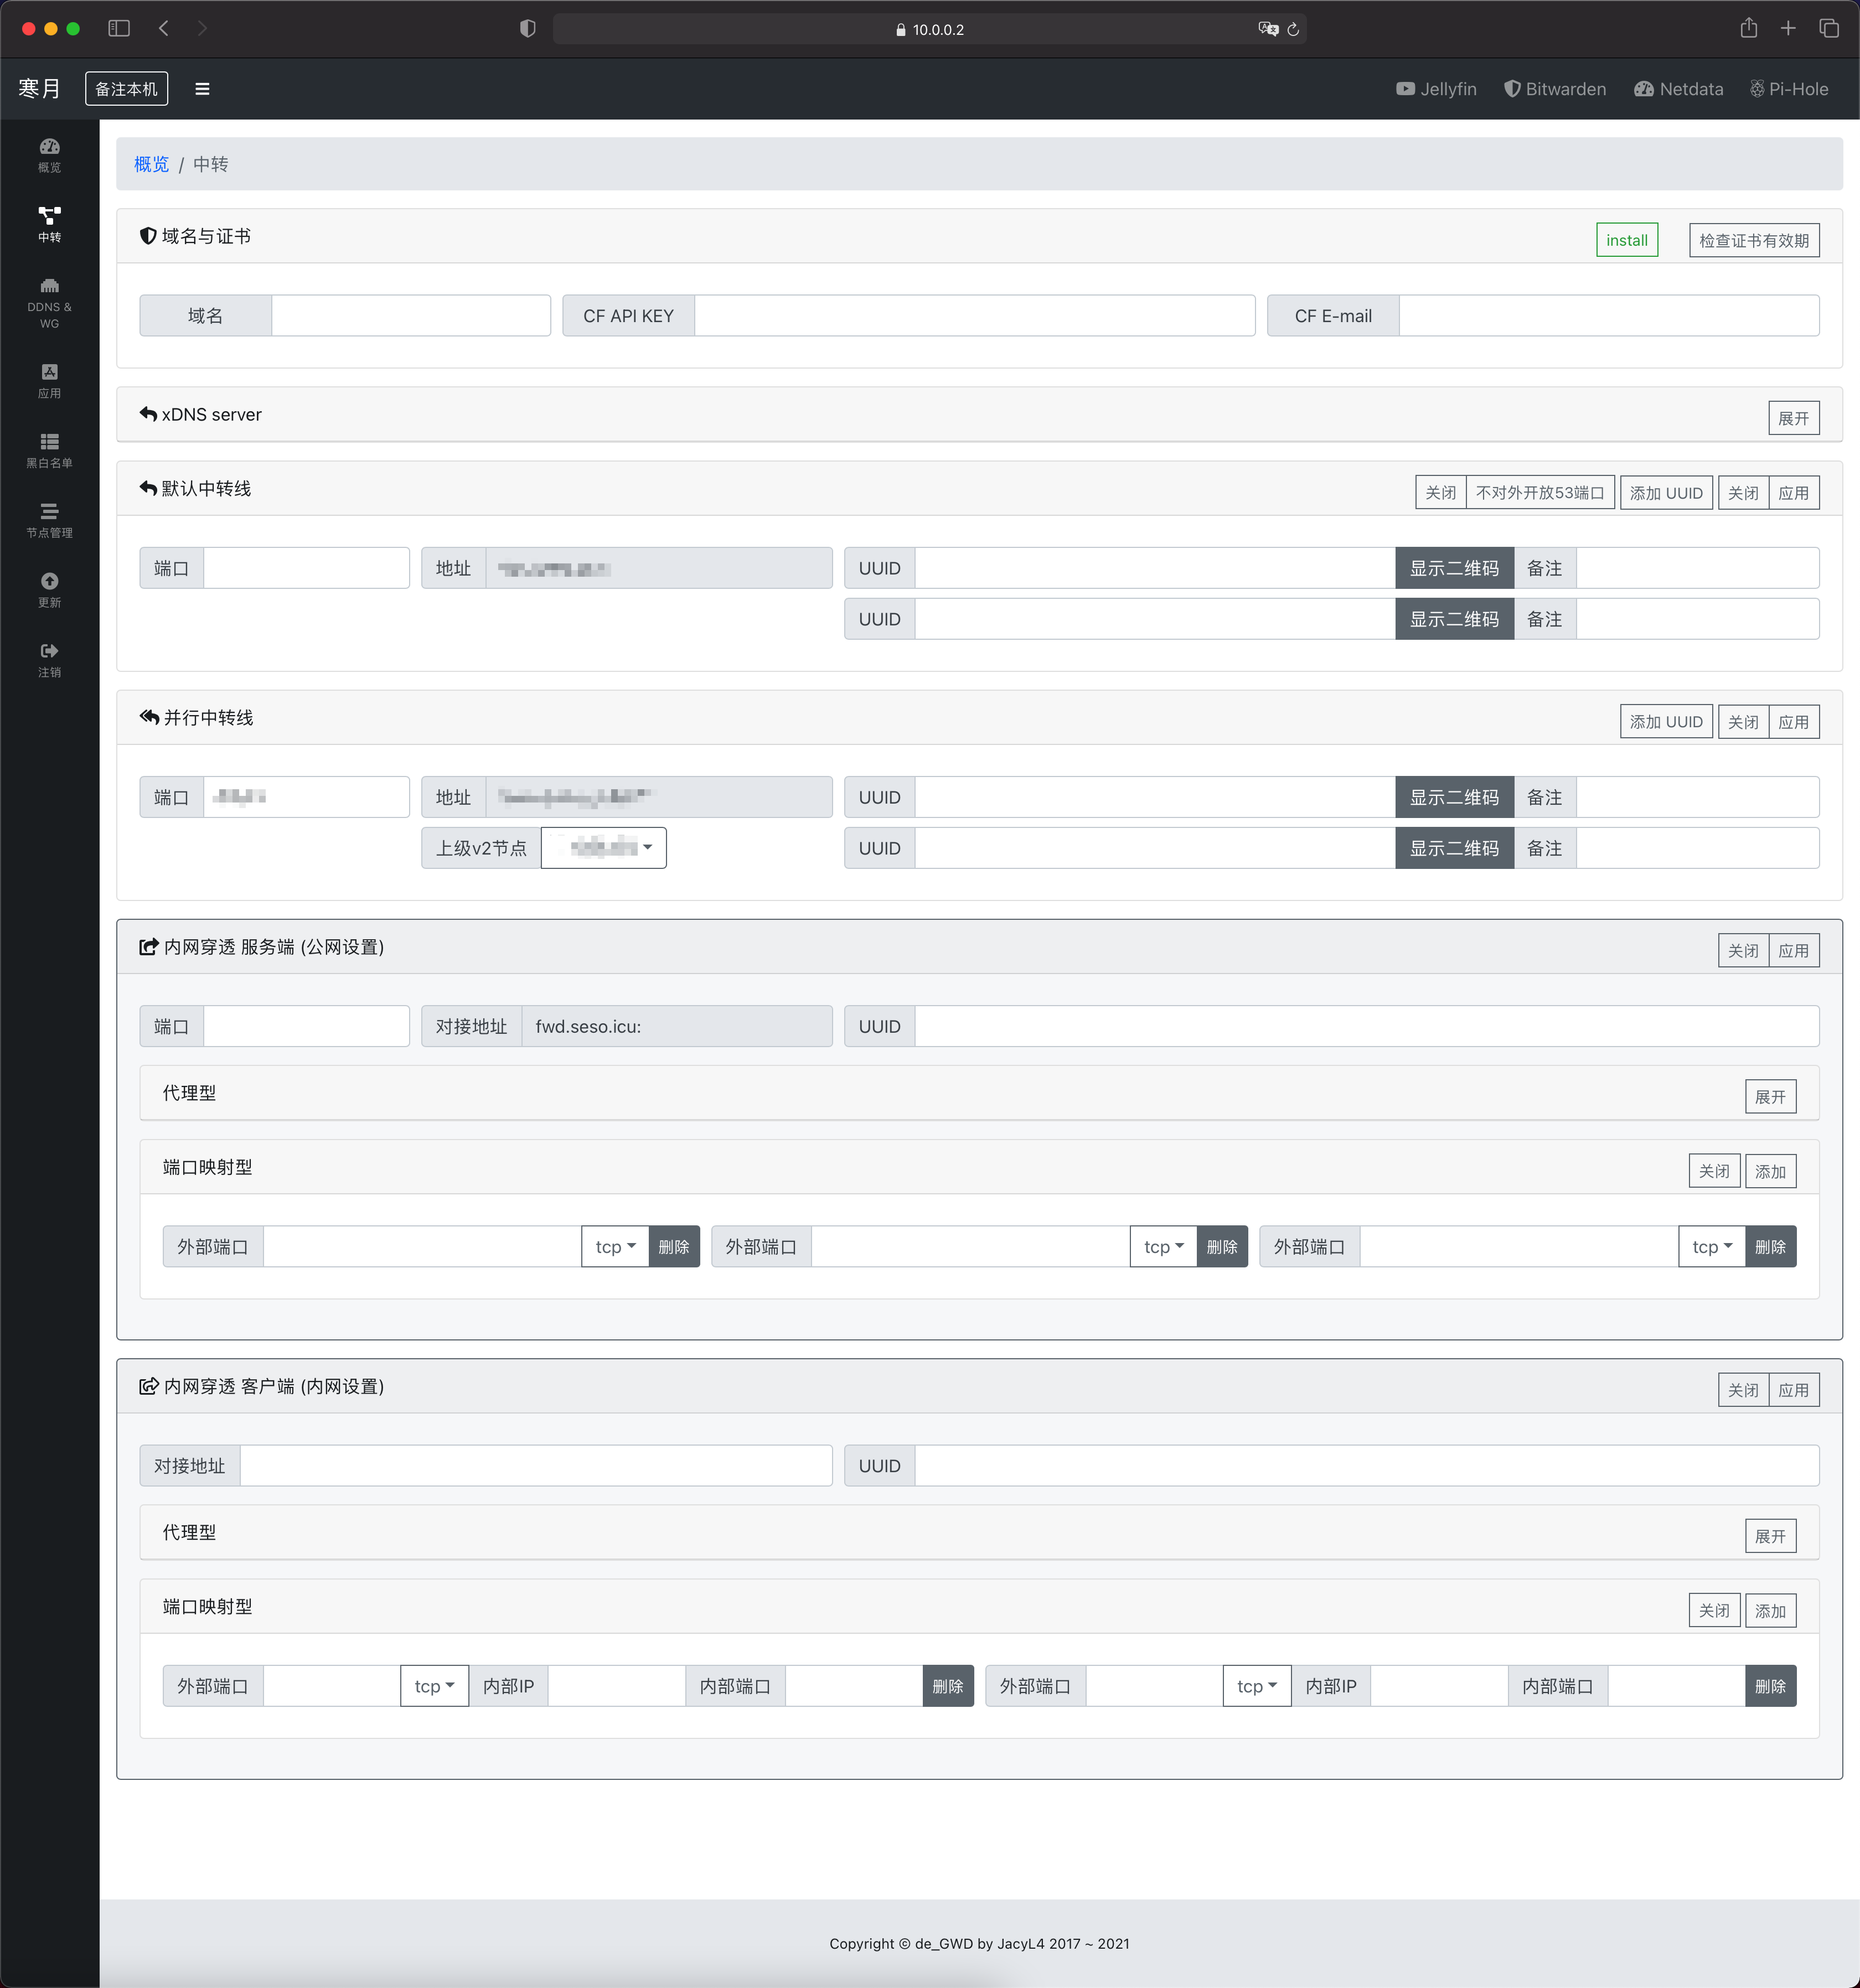 10.0.0.2
寒月 备注本机 Jellyfin Bitwarden Netdata Pi-Hole
概览
中转
DDNS &
WG
应用
黑白名单
节点管理
更新
注销
概览 / 中转
域名与证书 install 检查证书有效期
域名 CF API KEY CF E-mail
xDNS server 展开
默认中转线 关闭 不对外开放53端口 添加 UUID 关闭 应用
端口 地址 UUID 显示二维码 备注
UUID 显示二维码 备注
并行中转线 添加 UUID 关闭 应用
端口 地址 UUID 显示二维码 备注
上级v2节点 UUID 显示二维码 备注
内网穿透 服务端 (公网设置) 关闭 应用
端口 对接地址 fwd.seso.icu: UUID
代理型 展开
端口映射型 关闭 添加
外部端口 tcp 删除 外部端口 tcp 删除 外部端口 tcp 删除
内网穿透 客户端 (内网设置) 关闭 应用
对接地址 UUID
代理型 展开
端口映射型 关闭 添加
外部端口 tcp 内部IP 内部端口 删除 外部端口 tcp 内部IP 内部端口 删除
Copyright © de_GWD by JacyL4 2017 ~ 2021